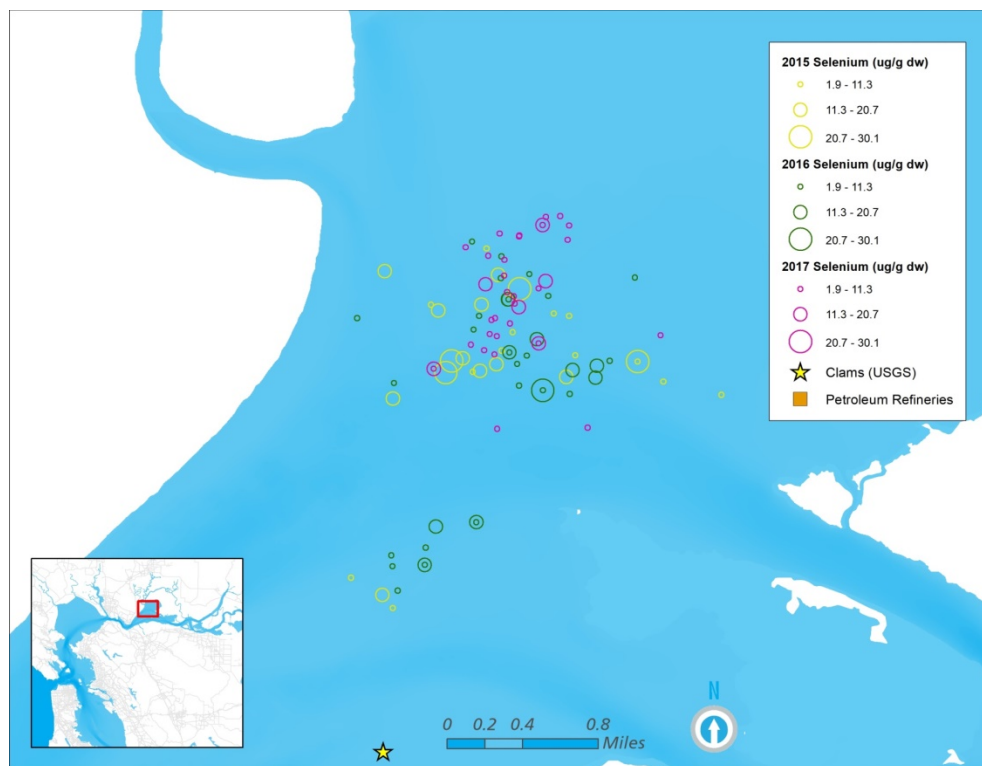 2015 Selenium (ug/g dw)
1.9 - 11.3
11.3 - 20.7
20.7 - 30.1
2016 Selenium (ug/g dw)
1.9 - 11.3
11.3 - 20.7
20.7 - 30.1
2017 Selenium (ug/g dw)
1.9 - 11.3
11.3 - 20.7
20.7 - 30.1
Clams (USGS)
Petroleum Refineries
N
0 0.2 0.4 0.8
Miles